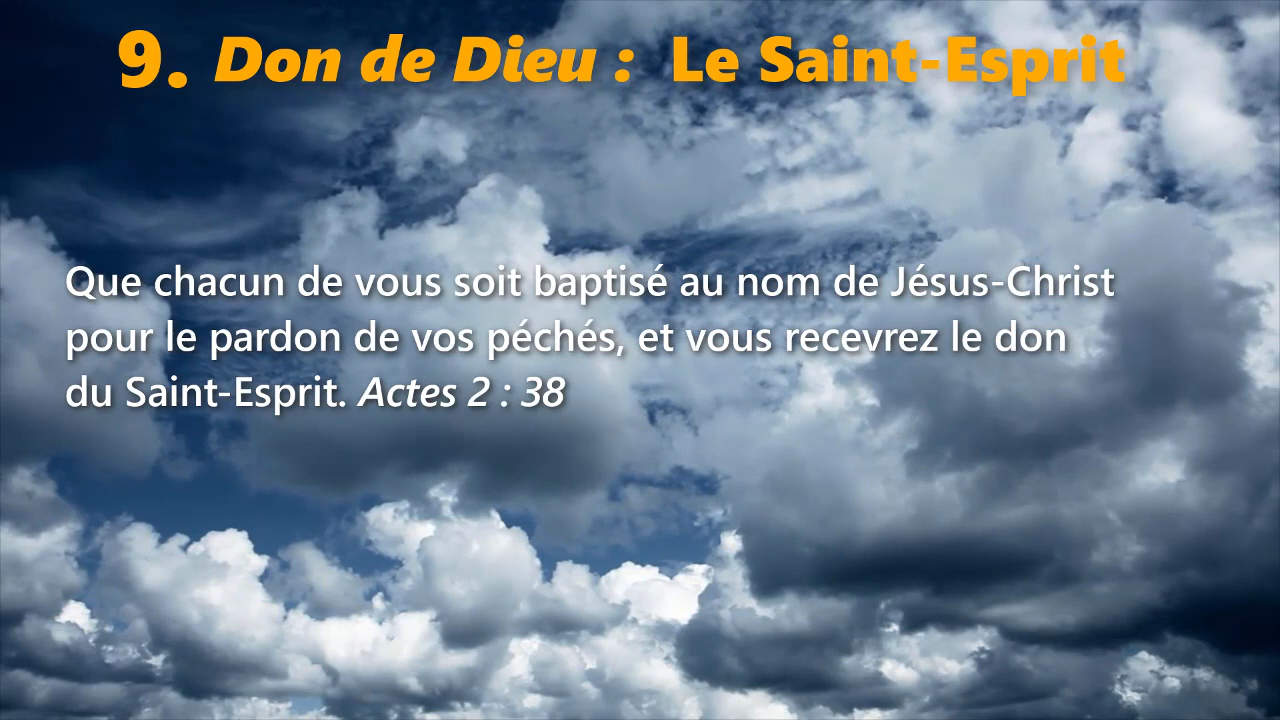 9. Don de Dieu : Le Saint-Esprit
Que chacun de vous soit baptisé au nom de Jésus-Christ
pour le pardon de vos péchés, et vous recevrez le don
du Saint-Esprit. Actes 2 : 38